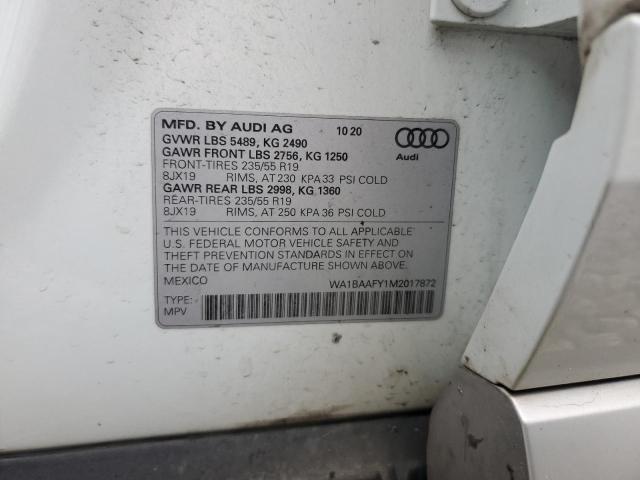 MFD. BY AUDI AG 10 20
GVWR LBS 5489, KG 2490
GAWR FRONT LBS 2756, KG 1250
FRONT-TIRES 235/55 R19
8JX19 RIMS, AT 230 KPA 33 PSI COLD
GAWR REAR LBS 2998, KG 1360
REAR-TIRES 235/55 R19
8JX19 RIMS, AT 250 KPA 36 PSI COLD
Audi
THIS VEHICLE CONFORMS TO ALL APPLICABLE
U.S. FEDERAL MOTOR VEHICLE SAFETY AND
THEFT PREVENTION STANDARDS IN EFFECT ON
THE DATE OF MANUFACTURE SHOWN ABOVE.
MEXICO WA1BAAFY1M2017872
TYPE:
MPV